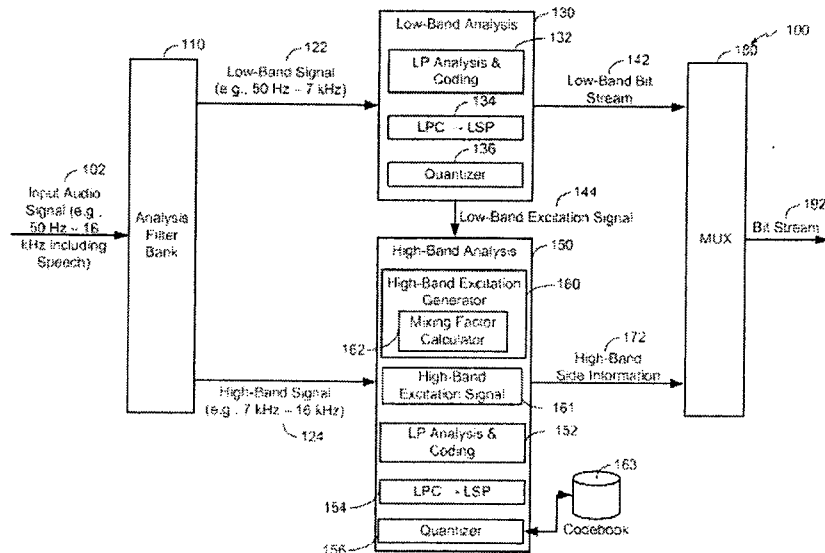 100
110
122
Low-Band Signal
(e.g., 50 Hz – 7 kHz)
Low-Band Analysis
130
132
LP Analysis &
Coding
134
LPC → LSP
136
Quantizer
142
Low-Band Bit
Stream
180
102
Input Audio
Signal (e.g.,
50 Hz – 16
kHz including
Speech)
Analysis
Filter
Bank
144
Low-Band Excitation Signal
192
Bit Stream
MUX
High-Band Analysis
150
High-Band Excitation
Generator
160
Mixing Factor
Calculator
162
172
High-Band
Side Information
High-Band Signal
(e.g., 7 kHz – 16 kHz)
124
High-Band
Excitation Signal
161
LP Analysis &
Coding
152
154
LPC → LSP
163
Codebook
Quantizer
156